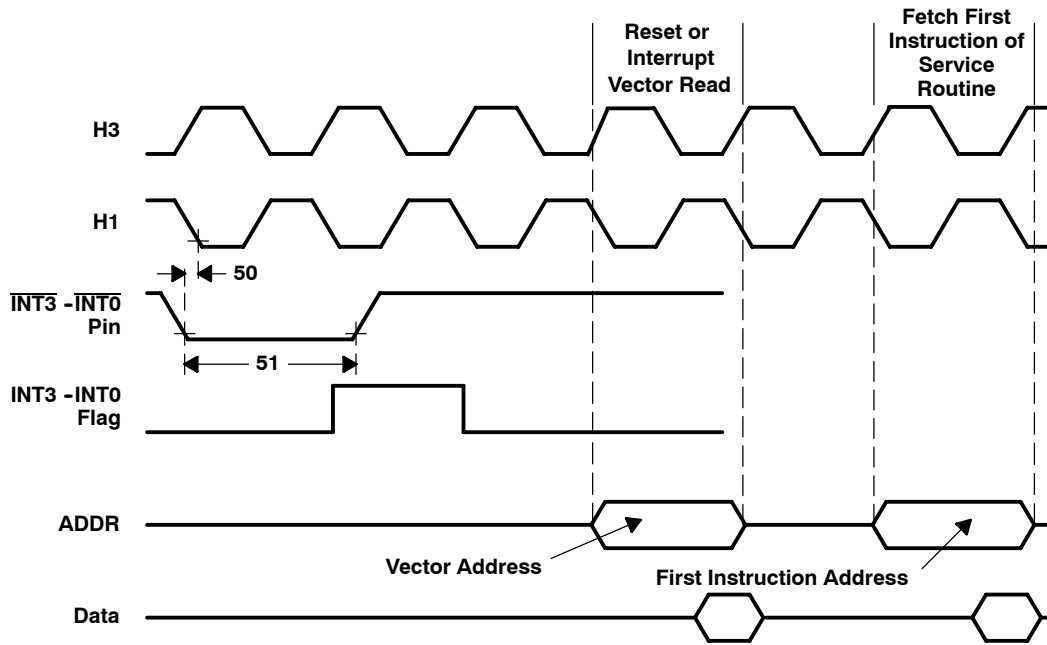 Reset or
Interrupt
Vector Read
Fetch First
Instruction of
Service
Routine
H3
H1
50
INT3 -INT0
Pin
51
INT3 -INT0
Flag
ADDR
Vector Address
First Instruction Address
Data